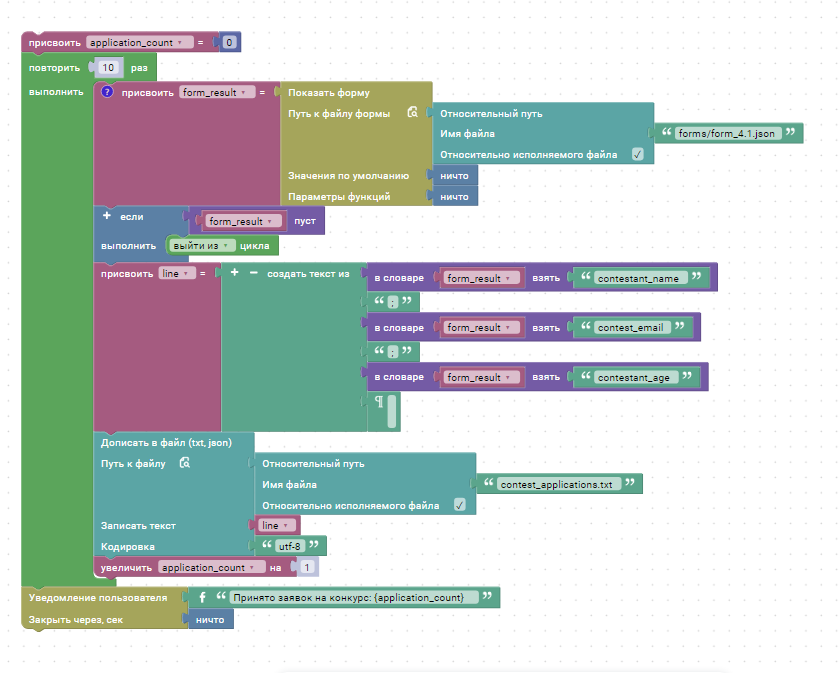 присвоить application_count = 0
повторить 10 раз
выполнить
? присвоить form_result = Показать форму
Путь к файлу формы
Относительный путь
Имя файла “ forms/form_4.1.json ”
Относительно исполняемого файла ✓
Значения по умолчанию ничто
Параметры функций ничто
+ если form_result пуст
выполнить выйти из цикла
присвоить line = + − создать текст из в словаре form_result взять “ contestant_name ”
“ ; ”
в словаре form_result взять “ contest_email ”
“ ; ”
в словаре form_result взять “ contestant_age ”
¶
Дописать в файл (txt, json)
Путь к файлу
Относительный путь
Имя файла “ contest_applications.txt ”
Относительно исполняемого файла ✓
Записать текст line
Кодировка “ utf-8 ”
увеличить application_count на 1
Уведомление пользователя f “ Принято заявок на конкурс: {application_count} ”
Закрыть через, сек ничто